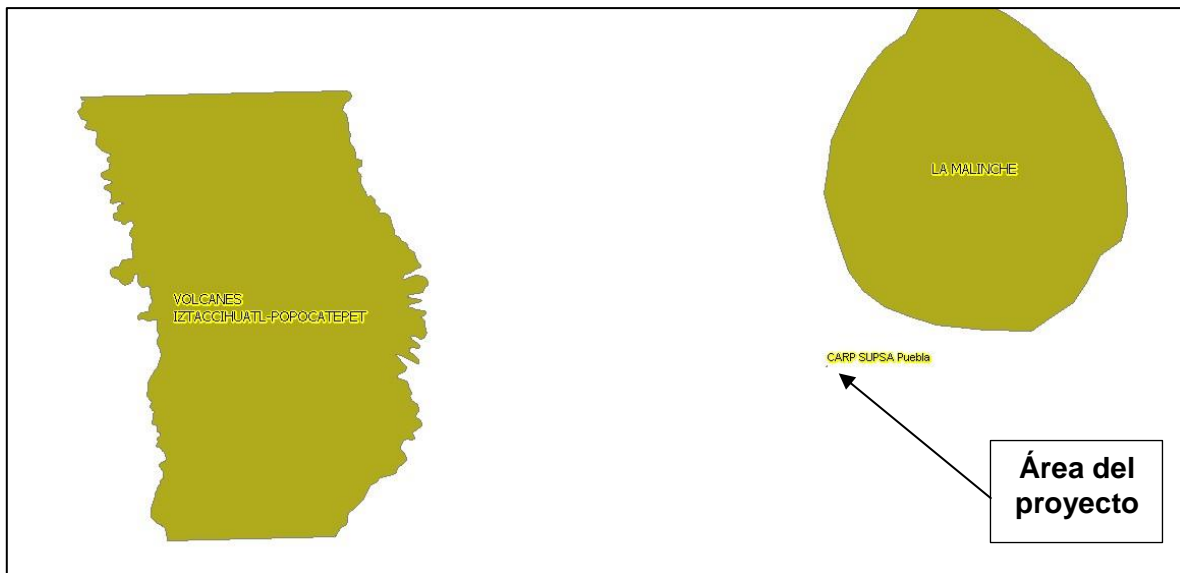 LA MALINCHE
VOLCANES
IZTACCIHUATL-POPOCATEPET
CARP SUPSA Puebla
Área del
proyecto